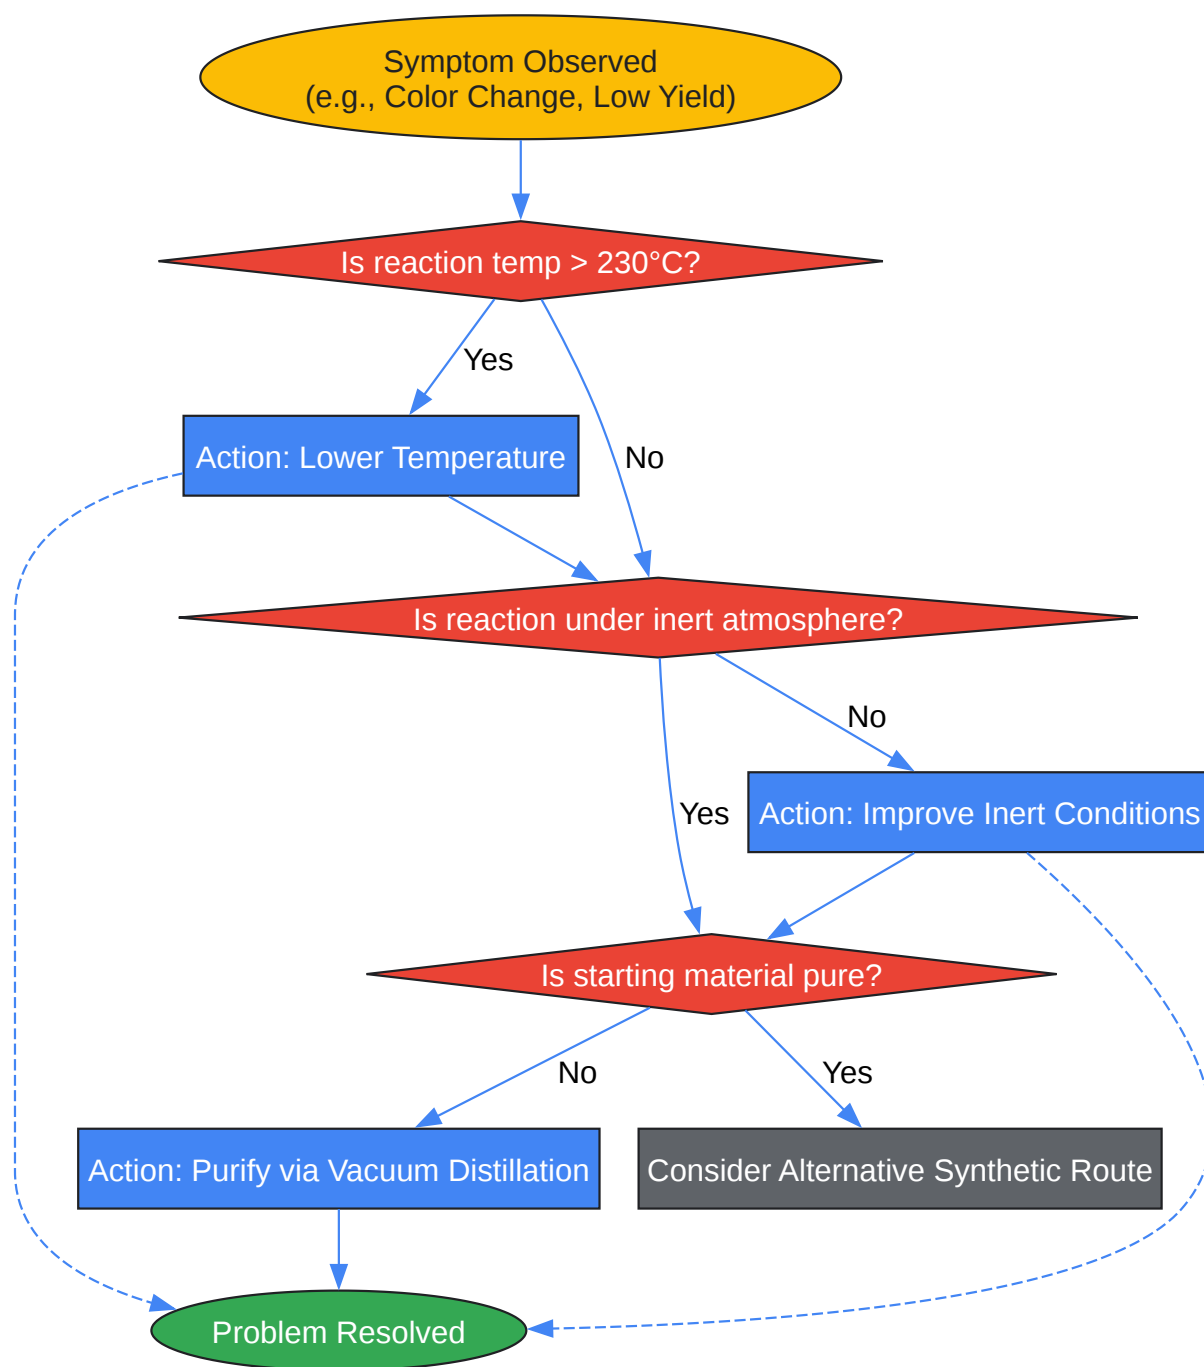 Symptom Observed
(e.g., Color Change, Low Yield)
Is reaction temp > 230°C?
Yes
Action: Lower Temperature
No
Is reaction under inert atmosphere?
No
Yes
Action: Improve Inert Conditions
Is starting material pure?
No
Yes
Action: Purify via Vacuum Distillation
Consider Alternative Synthetic Route
Problem Resolved